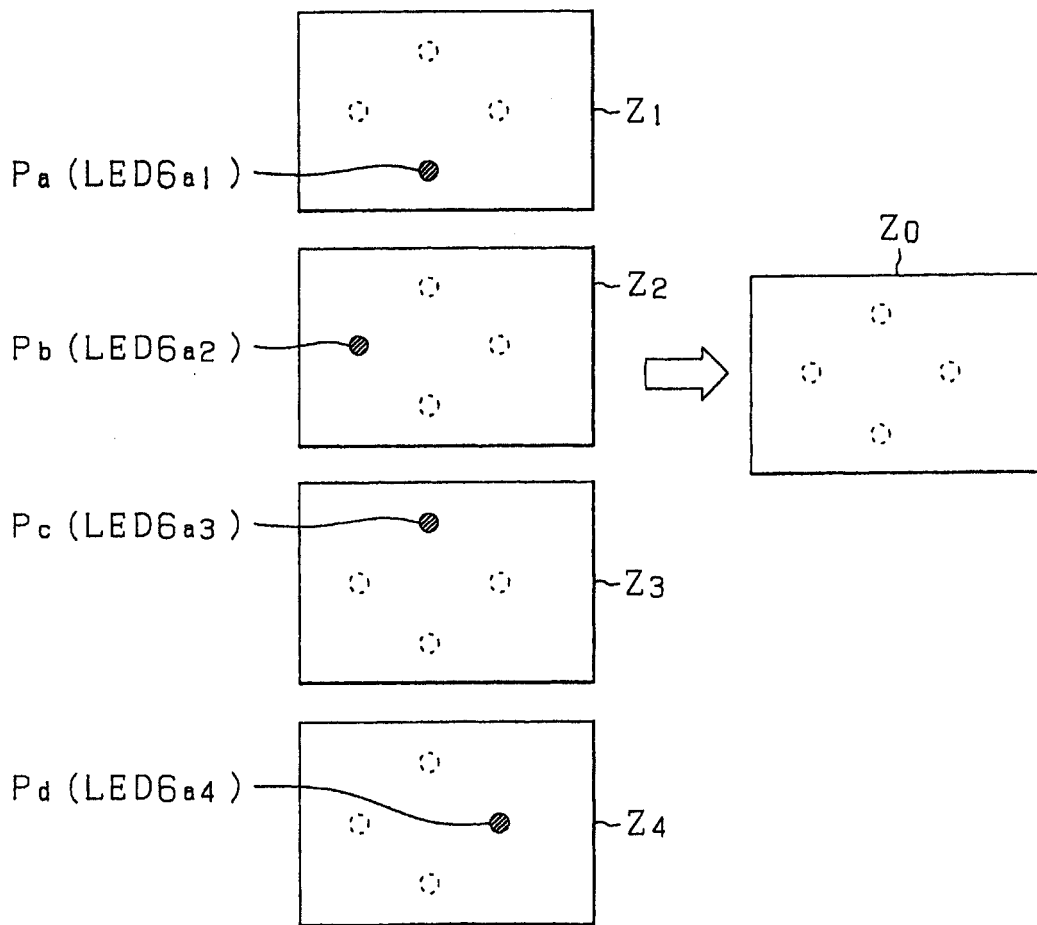 Z1
Pa (LED6a1)
Z0
Z2
Pb (LED6a2)
Pc (LED6a3)
Z3
Pd (LED6a4)
Z4